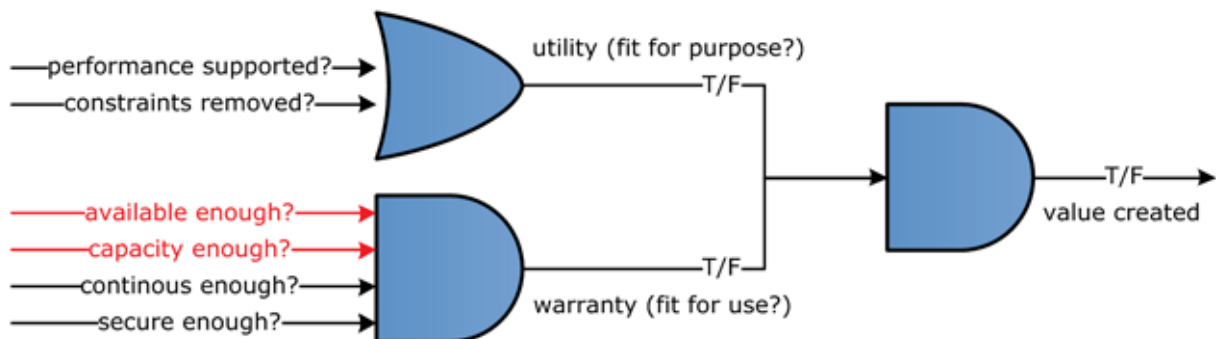 utility (fit for purpose?)
performance supported?
T/F
constraints removed?
T/F
available enough?
value created
capacity enough?
T/F
continous enough?
warranty (fit for use?)
secure enough?